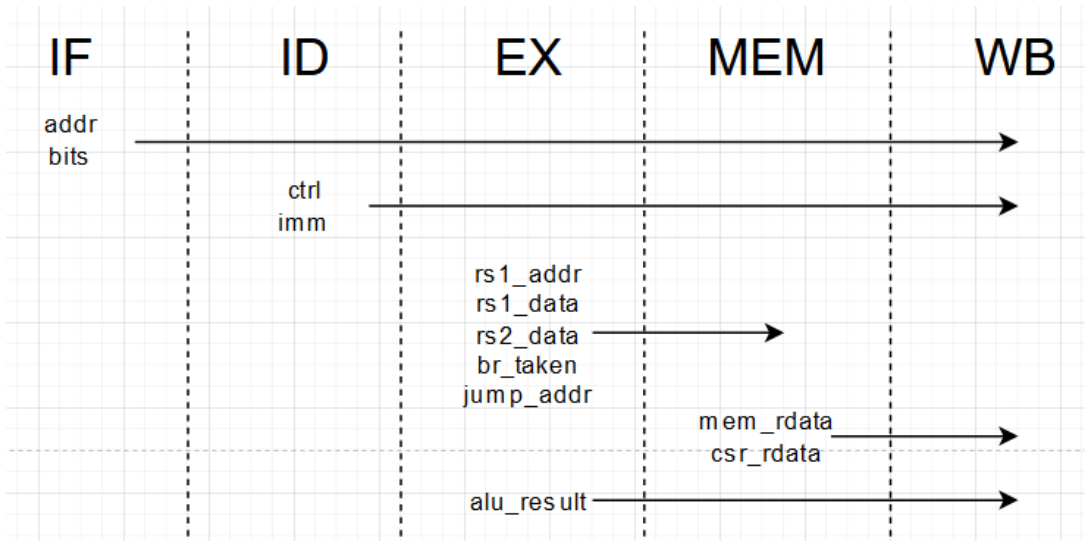 IF ID EX MEM WB
addr
bits
ctrl
imm
rs1_addr
rs1_data
rs2_data
br_taken
jump_addr
mem_rdata
csr_rdata
alu_result